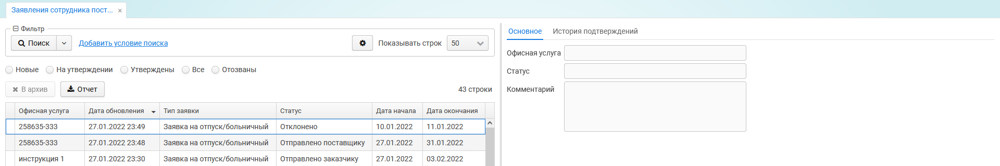 Заявления сотрудника пост... ×
Фильтр
Поиск Добавить условие поиска Показывать строк 50
Новые На утверждении Утверждены Все Отозваны
В архив Отчет 43 строки
Офисная услуга Дата обновления Тип заявки Статус Дата начала Дата окончания
258635-333 27.01.2022 23:49 Заявка на отпуск/больничный Отклонено 10.01.2022 11.01.2022
258635-333 27.01.2022 23:48 Заявка на отпуск/больничный Отправлено поставщику 27.01.2022 31.01.2022
инструкция 1 27.01.2022 23:30 Заявка на отпуск/больничный Отправлено заказчику 27.01.2022 03.02.2022
Основное История подтверждений
Офисная услуга
Статус
Комментарий